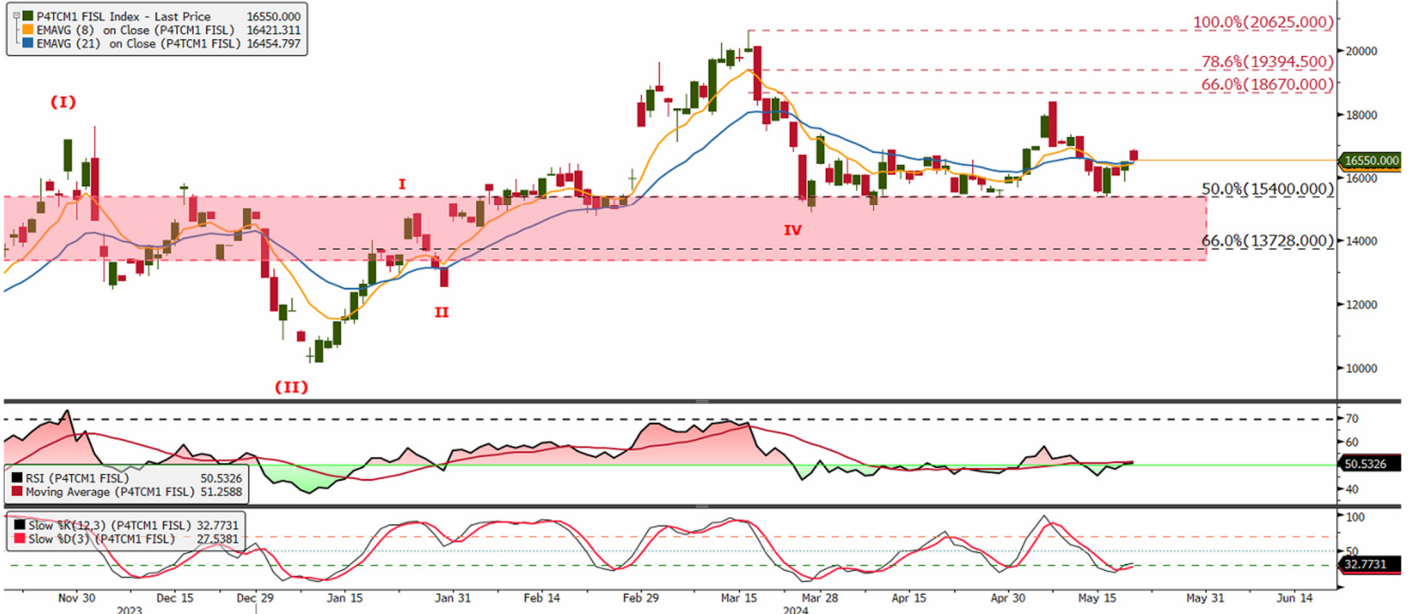 P4TCM1 FISL Index - Last Price 16550.000
EMAVG (8) on Close (P4TCM1 FISL) 16421.311
EMAVG (21) on Close (P4TCM1 FISL) 16454.797
100.0%(20625.000)
20000
78.6%(19394.500)
66.0%(18670.000)
(I)
18000
16550.000
16000
I
50.0%(15400.000)
IV
14000
66.0%(13728.000)
II
12000
10000
(II)
70
60
RSI (P4TCM1 FISL) 50.5326
Moving Average (P4TCM1 FISL) 51.2588
50.5326
40
100
Slow %K(12,3) (P4TCM1 FISL) 32.7731
Slow %D(3) (P4TCM1 FISL) 27.5381
50
32.7731
0
Nov 30 Dec 15 Dec 29 Jan 15 Jan 31 Feb 14 Feb 29 Mar 15 Mar 28 Apr 15 Apr 30 May 15 May 31 Jun 14
2023 2024